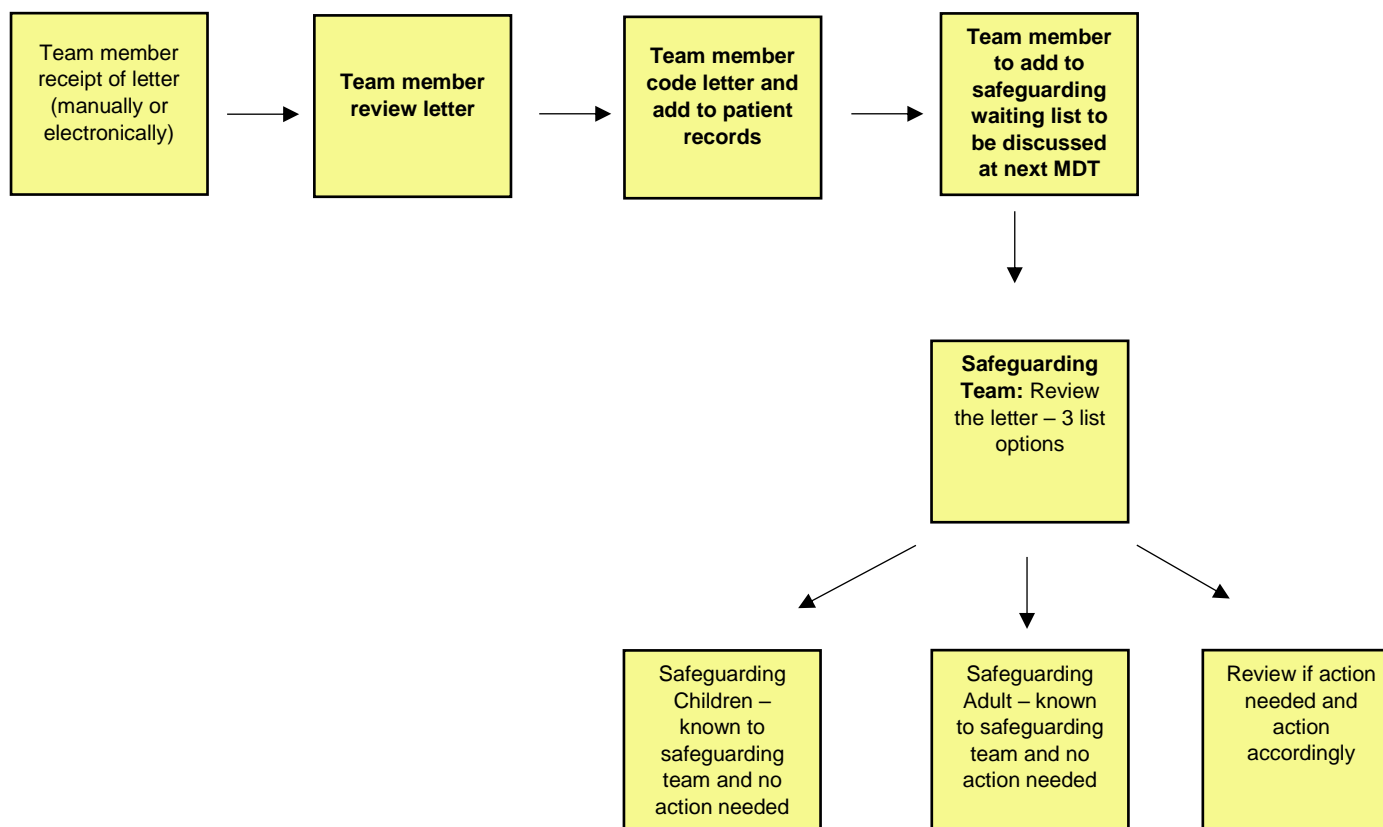 Team member
receipt of letter
(manually or
electronically)
Team member
review letter
Team member
code letter and
add to patient
records
Team member
to add to
safeguarding
waiting list to
be discussed
at next MDT
Safeguarding
Team: Review
the letter – 3 list
options
Safeguarding
Children –
known to
safeguarding
team and no
action needed
Safeguarding
Adult – known
to safeguarding
team and no
action needed
Review if action
needed and
action
accordingly